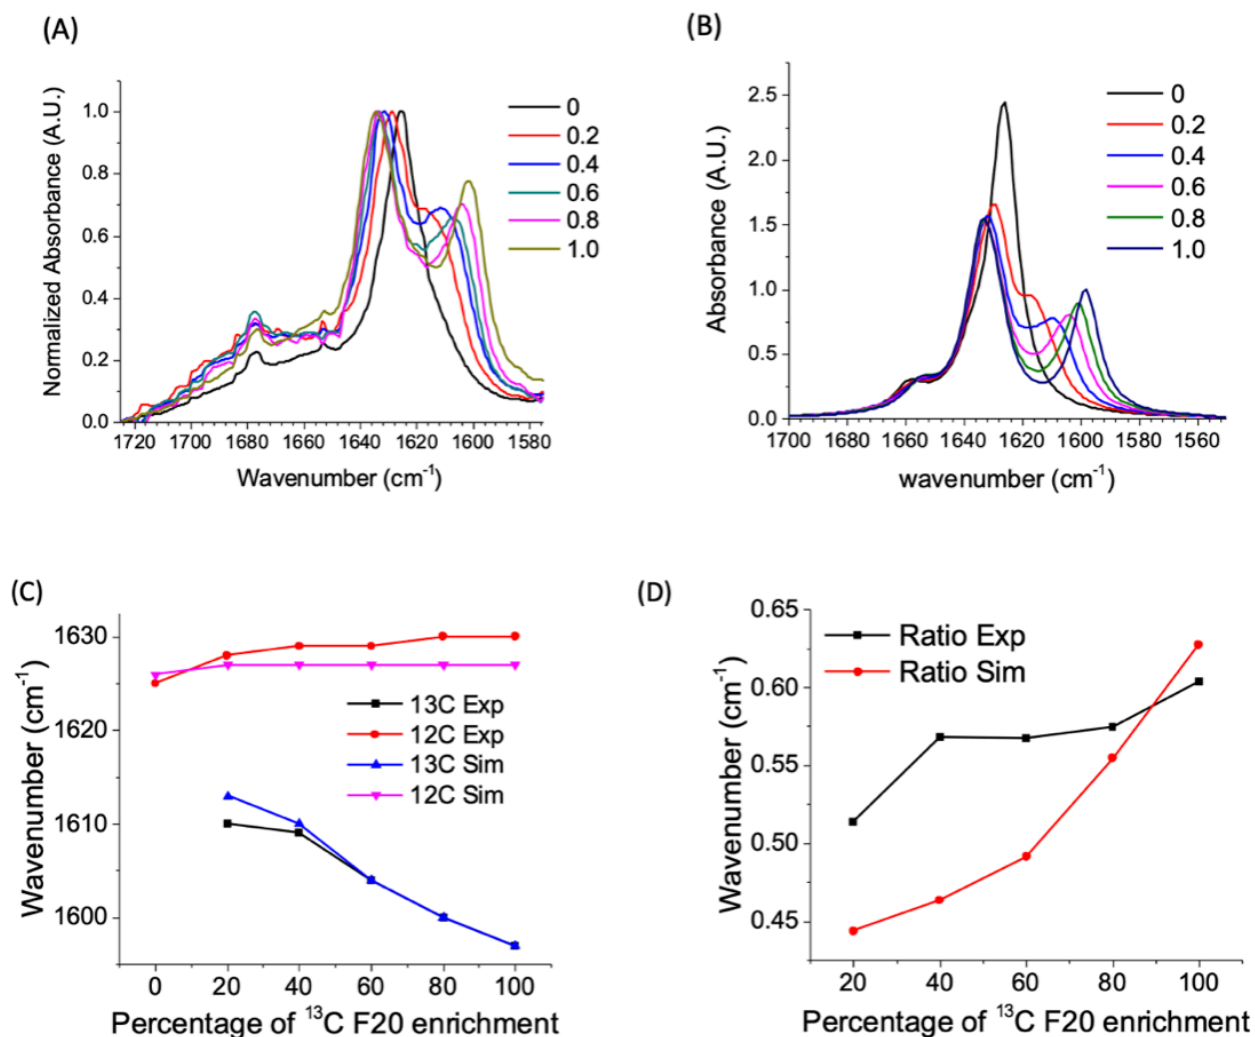 (A)
Normalized Absorbance (A.U.)
1.0
0.8
0.6
0.4
0.2
0.0
1720 1700 1680 1660 1640 1620 1600 1580
Wavenumber (cm⁻¹)
0
0.2
0.4
0.6
0.8
1.0
(B)
Absorbance (A.U.)
2.5
2.0
1.5
1.0
0.5
0.0
1700 1680 1660 1640 1620 1600 1580 1560
wavenumber (cm⁻¹)
0
0.2
0.4
0.6
0.8
1.0
(C)
Wavenumber (cm⁻¹)
1630
1620
1610
1600
0 20 40 60 80 100
Percentage of ¹³C F20 enrichment
13C Exp
12C Exp
13C Sim
12C Sim
(D)
Wavenumber (cm⁻¹)
0.65
0.60
0.55
0.50
0.45
20 40 60 80 100
Percentage of ¹³C F20 enrichment
Ratio Exp
Ratio Sim